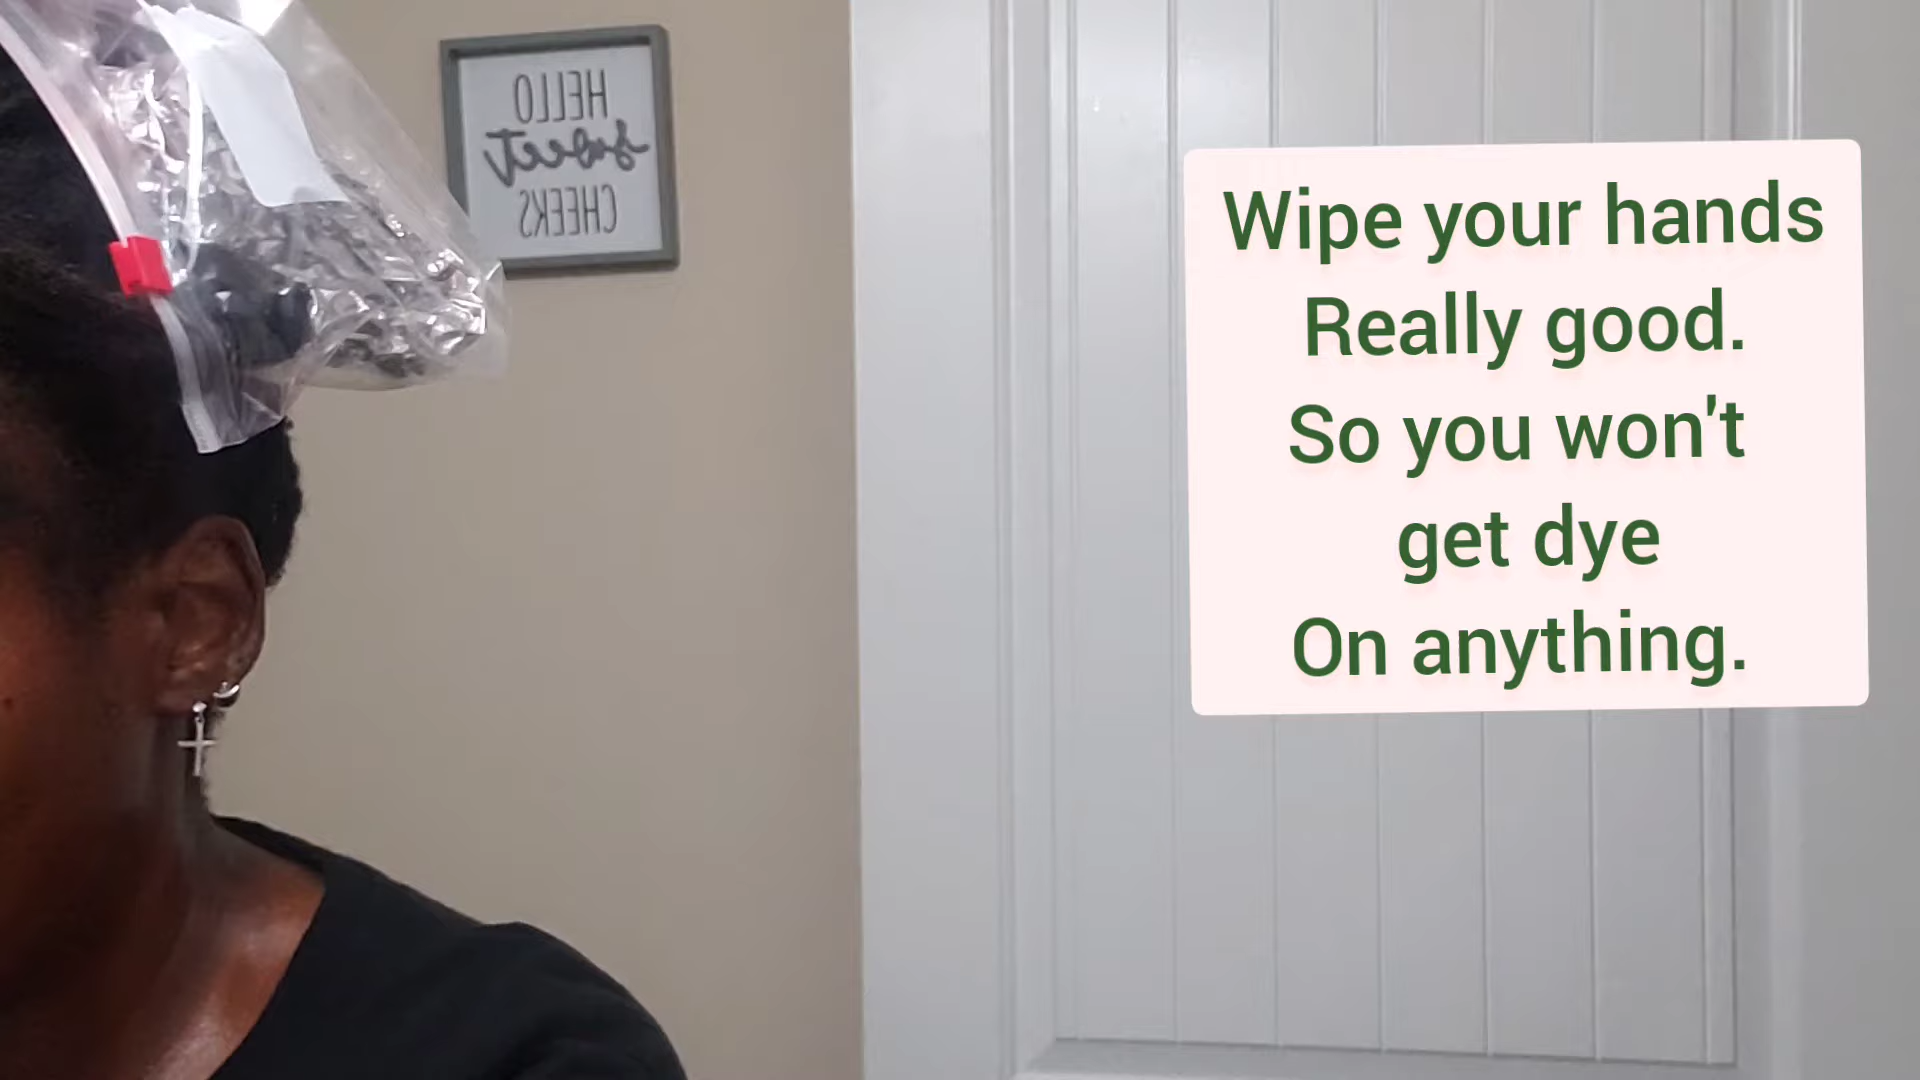 HELLO
sweet
CHEEKS
Wipe your hands
Really good.
So you won't
get dye
On anything.